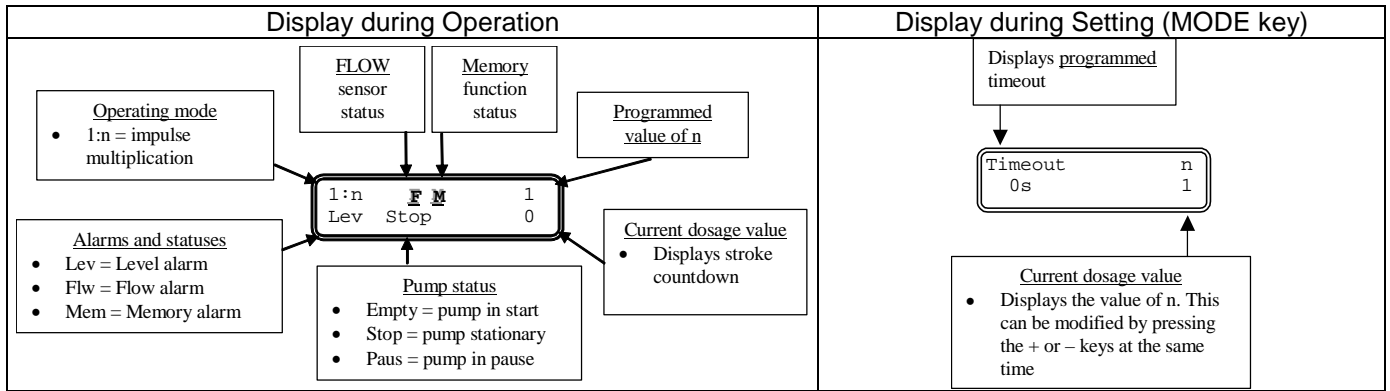 Display during Operation
Display during Setting (MODE key)
FLOW
sensor
status
Memory
function
status
Operating mode
• 1:n = impulse
multiplication
Programmed
value of n
1:n F M 1
Lev Stop 0
Alarms and statuses
• Lev = Level alarm
• Flw = Flow alarm
• Mem = Memory alarm
Pump status
• Empty = pump in start
• Stop = pump stationary
• Paus = pump in pause
Current dosage value
• Displays stroke
countdown
Displays programmed
timeout
Timeout n
0s 1
Current dosage value
• Displays the value of n. This
can be modified by pressing
the + or – keys at the same
time